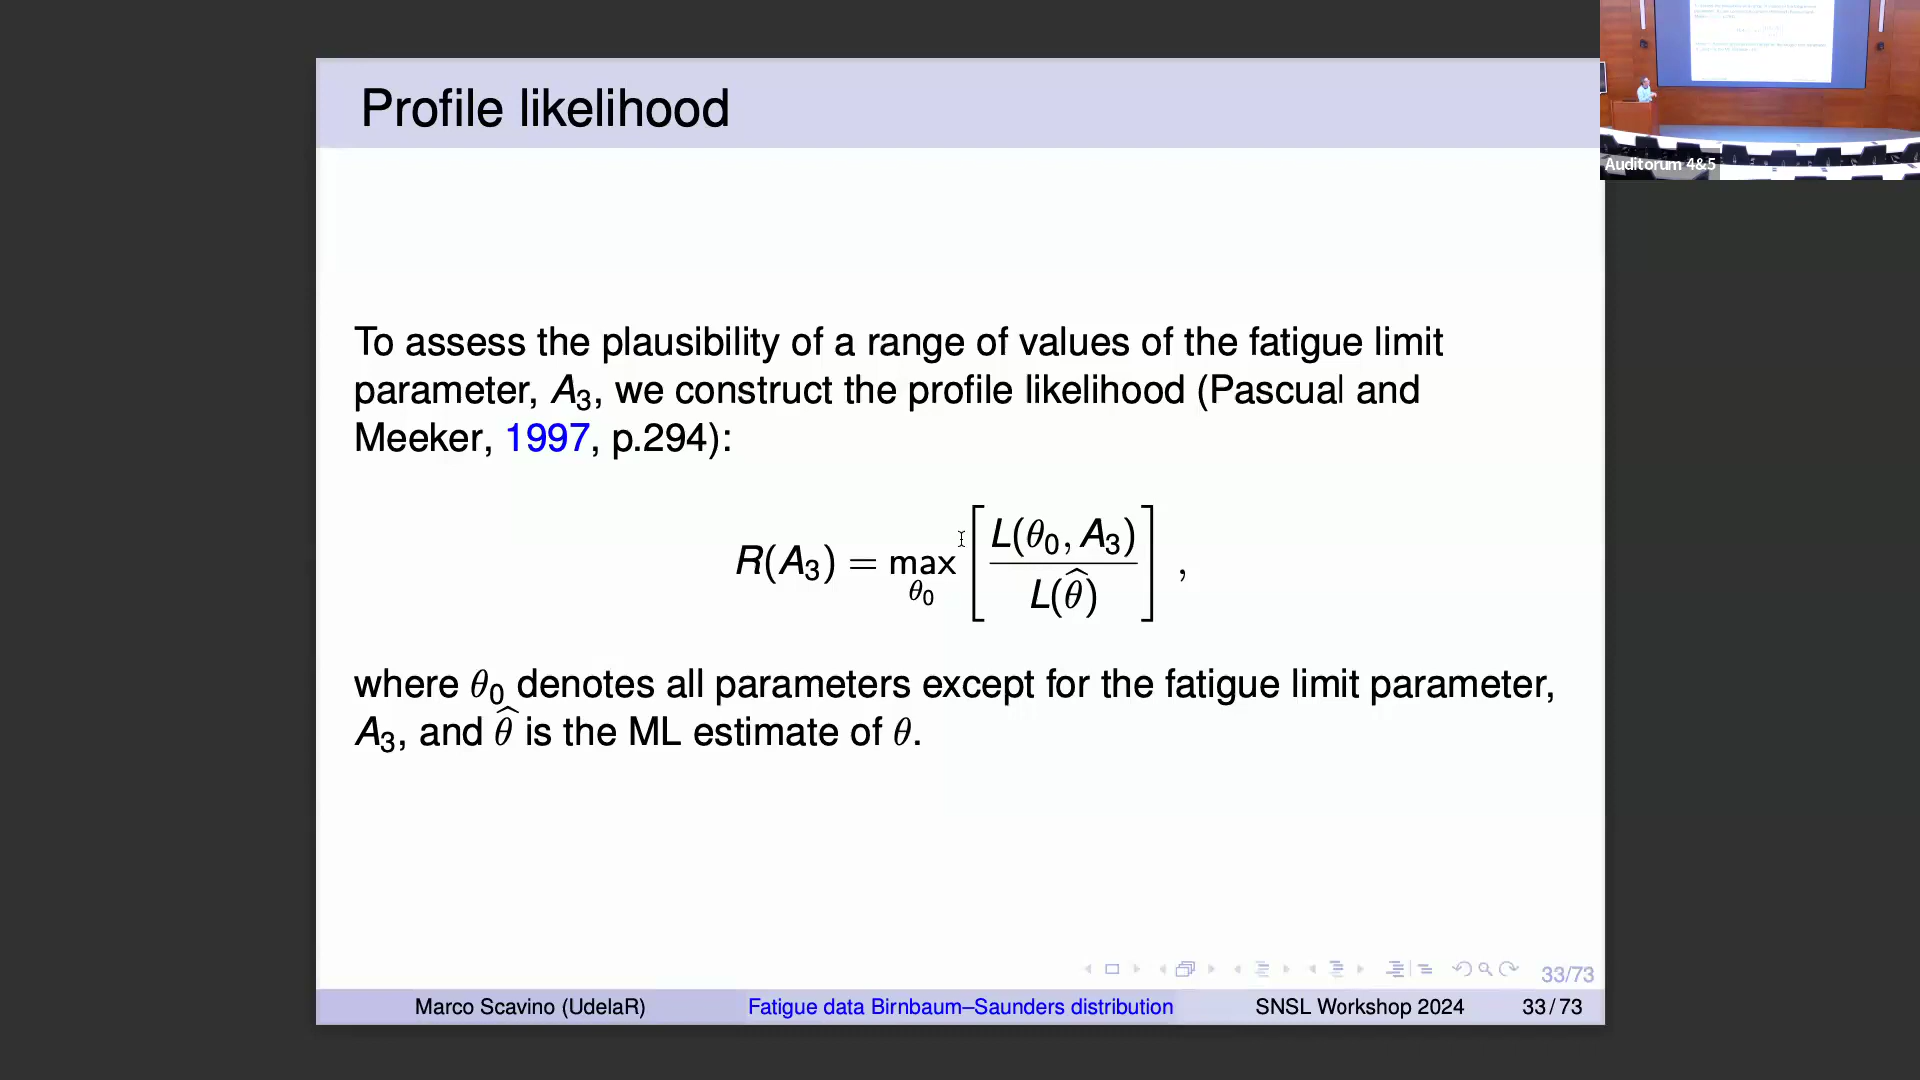 Profile likelihood
Auditorum 4&5
To assess the plausibility of a range of values of the fatigue limit
parameter, A₃, we construct the profile likelihood (Pascual and
Meeker, 1997, p.294):
R(A₃) = max_{θ₀} [ L(θ₀, A₃) / L(θ̂) ] ,
where θ₀ denotes all parameters except for the fatigue limit parameter,
A₃, and θ̂ is the ML estimate of θ.
33/73
Marco Scavino (UdelaR) Fatigue data Birnbaum–Saunders distribution SNSL Workshop 2024 33 / 73